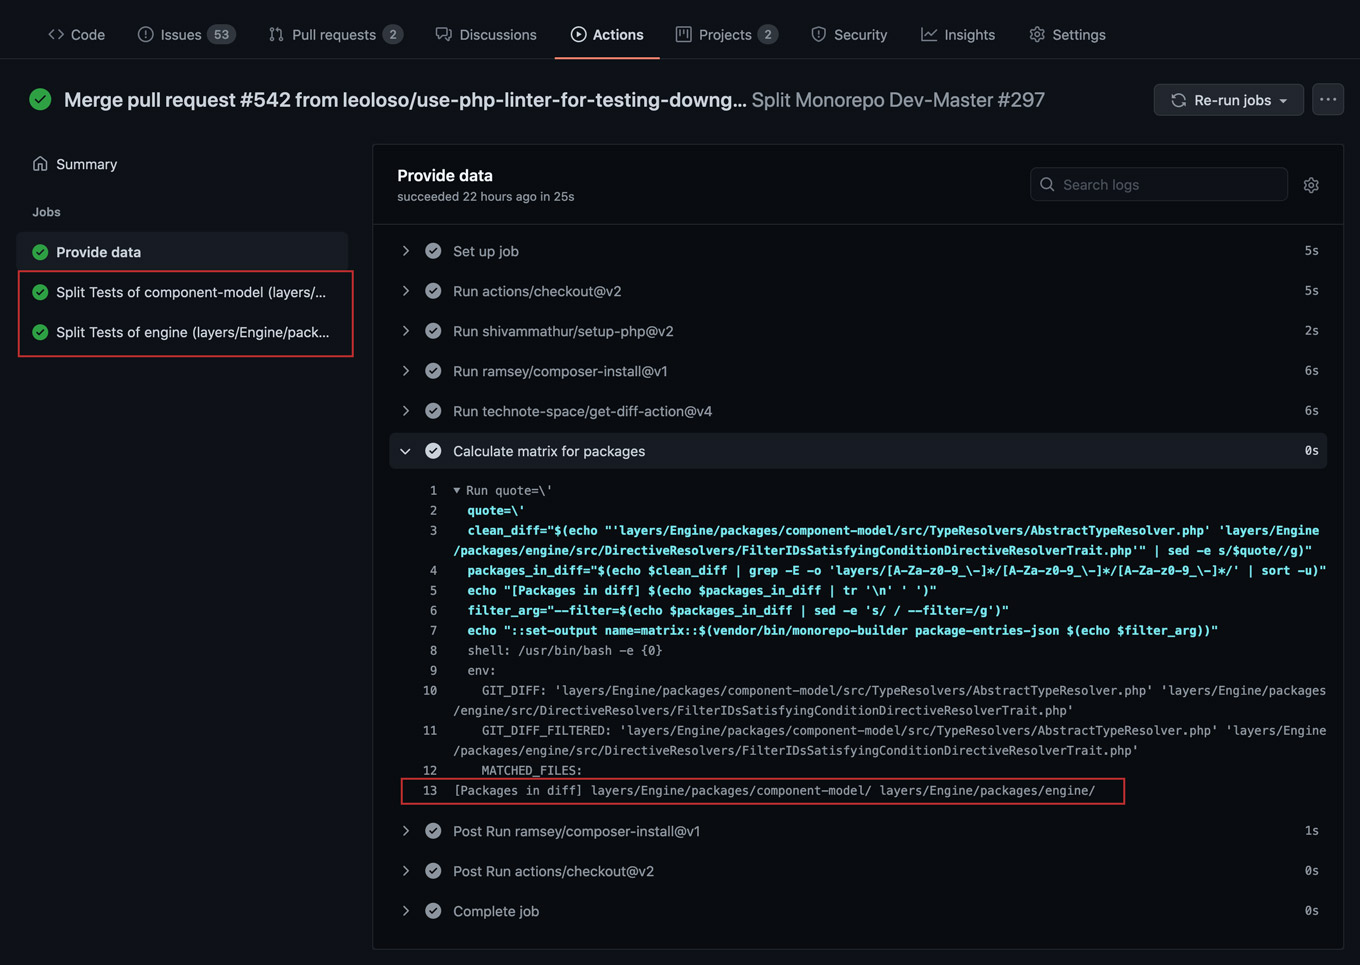 Code
Issues 53
Pull requests 2
Discussions
Actions
Projects 2
Security
Insights
Settings
Merge pull request #542 from leoloso/use-php-linter-for-testing-downg... Split Monorepo Dev-Master #297
Re-run jobs
Summary
Jobs
Provide data
Split Tests of component-model (layers/...
Split Tests of engine (layers/Engine/pack...
Provide data
succeeded 22 hours ago in 25s
Search logs
Set up job 5s
Run actions/checkout@v2 5s
Run shivammathur/setup-php@v2 2s
Run ramsey/composer-install@v1 6s
Run technote-space/get-diff-action@v4 6s
Calculate matrix for packages 0s
1 ▼ Run quote=\'
2 quote=\'
3 clean_diff="$(echo "'layers/Engine/packages/component-model/src/TypeResolvers/AbstractTypeResolver.php' 'layers/Engine
/packages/engine/src/DirectiveResolvers/FilterIDsSatisfyingConditionDirectiveResolverTrait.php'" | sed -e s/$quote//g)"
4 packages_in_diff="$(echo $clean_diff | grep -E -o 'layers/[A-Za-z0-9_\-]*/[A-Za-z0-9_\-]*/[A-Za-z0-9_\-]*/' | sort -u)"
5 echo "[Packages in diff] $(echo $packages_in_diff | tr '\n' ' ')"
6 filter_arg="--filter=$(echo $packages_in_diff | sed -e 's/ / --filter=/g')"
7 echo "::set-output name=matrix::$(vendor/bin/monorepo-builder package-entries-json $(echo $filter_arg))"
8 shell: /usr/bin/bash -e {0}
9 env:
10 GIT_DIFF: 'layers/Engine/packages/component-model/src/TypeResolvers/AbstractTypeResolver.php' 'layers/Engine/packages
/engine/src/DirectiveResolvers/FilterIDsSatisfyingConditionDirectiveResolverTrait.php'
11 GIT_DIFF_FILTERED: 'layers/Engine/packages/component-model/src/TypeResolvers/AbstractTypeResolver.php' 'layers/Engine
/packages/engine/src/DirectiveResolvers/FilterIDsSatisfyingConditionDirectiveResolverTrait.php'
12 MATCHED_FILES:
13 [Packages in diff] layers/Engine/packages/component-model/ layers/Engine/packages/engine/
Post Run ramsey/composer-install@v1 1s
Post Run actions/checkout@v2 0s
Complete job 0s